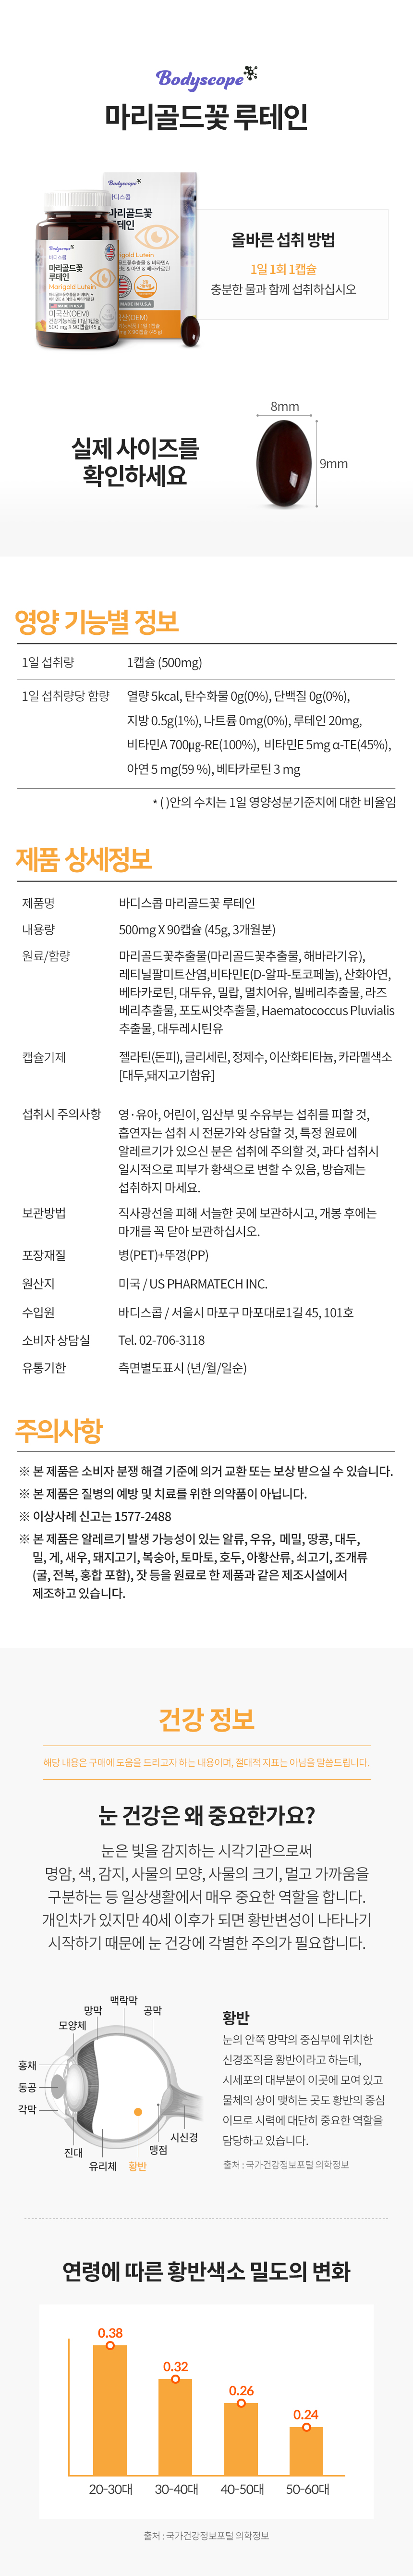 Bodyscope
마리골드꽃 루테인
Bodyscope
바디스콥
마리골드꽃
루테인
Marigold Lutein
MADE IN U.S.A
Bodyscope
바디스콥
마리골드꽃
루테인
Marigold Lutein
MADE IN U.S.A
미국산(OEM)
500 mg X 90캡슐(45 g)
올바른 섭취 방법
1일 1회 1캡슐
충분한 물과 함께 섭취하십시오
실제 사이즈를
확인하세요
8mm
9mm
영양 기능별 정보
1일 섭취량 1캡슐 (500mg)
1일 섭취량당 함량 열량 5kcal, 탄수화물 0g(0%), 단백질 0g(0%),
지방 0.5g(1%), 나트륨 0mg(0%), 루테인 20mg,
비타민A 700μg-RE(100%), 비타민E 5mg α-TE(45%),
아연 5 mg(59 %), 베타카로틴 3 mg
* ( )안의 수치는 1일 영양성분기준치에 대한 비율임
제품 상세정보
제품명 바디스콥 마리골드꽃 루테인
내용량 500mg X 90캡슐 (45g, 3개월분)
원료/함량 마리골드꽃추출물(마리골드꽃추출물, 해바라기유),
레티닐팔미트산염,비타민E(D-알파-토코페놀), 산화아연,
베타카로틴, 대두유, 밀랍, 멸치어유, 빌베리추출물, 라즈
베리추출물, 포도씨앗추출물, Haematococcus Pluvialis
추출물, 대두레시틴유
캡슐기제 젤라틴(돈피), 글리세린, 정제수, 이산화티타늄, 카라멜색소
[대두,돼지고기함유]
섭취시 주의사항 영·유아, 어린이, 임산부 및 수유부는 섭취를 피할 것,
흡연자는 섭취 시 전문가와 상담할 것, 특정 원료에
알레르기가 있으신 분은 섭취에 주의할 것, 과다 섭취시
일시적으로 피부가 황색으로 변할 수 있음, 방습제는
섭취하지 마세요.
보관방법 직사광선을 피해 서늘한 곳에 보관하시고, 개봉 후에는
마개를 꼭 닫아 보관하십시오.
포장재질 병(PET)+뚜껑(PP)
원산지 미국 / US PHARMATECH INC.
수입원 바디스콥 / 서울시 마포구 마포대로1길 45, 101호
소비자 상담실 Tel. 02-706-3118
유통기한 측면별도표시 (년/월/일순)
주의사항
※ 본 제품은 소비자 분쟁 해결 기준에 의거 교환 또는 보상 받으실 수 있습니다.
※ 본 제품은 질병의 예방 및 치료를 위한 의약품이 아닙니다.
※ 이상사례 신고는 1577-2488
※ 본 제품은 알레르기 발생 가능성이 있는 알류, 우유, 메밀, 땅콩, 대두,
밀, 게, 새우, 돼지고기, 복숭아, 토마토, 호두, 아황산류, 쇠고기, 조개류
(굴, 전복, 홍합 포함), 잣 등을 원료로 한 제품과 같은 제조시설에서
제조하고 있습니다.
건강 정보
해당 내용은 구매에 도움을 드리고자 하는 내용이며, 절대적 지표는 아님을 말씀드립니다.
눈 건강은 왜 중요한가요?
눈은 빛을 감지하는 시각기관으로써
명암, 색, 감지, 사물의 모양, 사물의 크기, 멀고 가까움을
구분하는 등 일상생활에서 매우 중요한 역할을 합니다.
개인차가 있지만 40세 이후가 되면 황반변성이 나타나기
시작하기 때문에 눈 건강에 각별한 주의가 필요합니다.
맥락막
망막
공막
모양체
홍채
동공
각막
진대
유리체
황반
맹점
시신경
황반
눈의 안쪽 망막의 중심부에 위치한
신경조직을 황반이라고 하는데,
시세포의 대부분이 이곳에 모여 있고
물체의 상이 맺히는 곳도 황반의 중심
이므로 시력에 대단히 중요한 역할을
담당하고 있습니다.
출처 : 국가건강정보포털 의학정보
연령에 따른 황반색소 밀도의 변화
0.38
0.32
0.26
0.24
20-30대 30-40대 40-50대 50-60대
출처 : 국가건강정보포털 의학정보